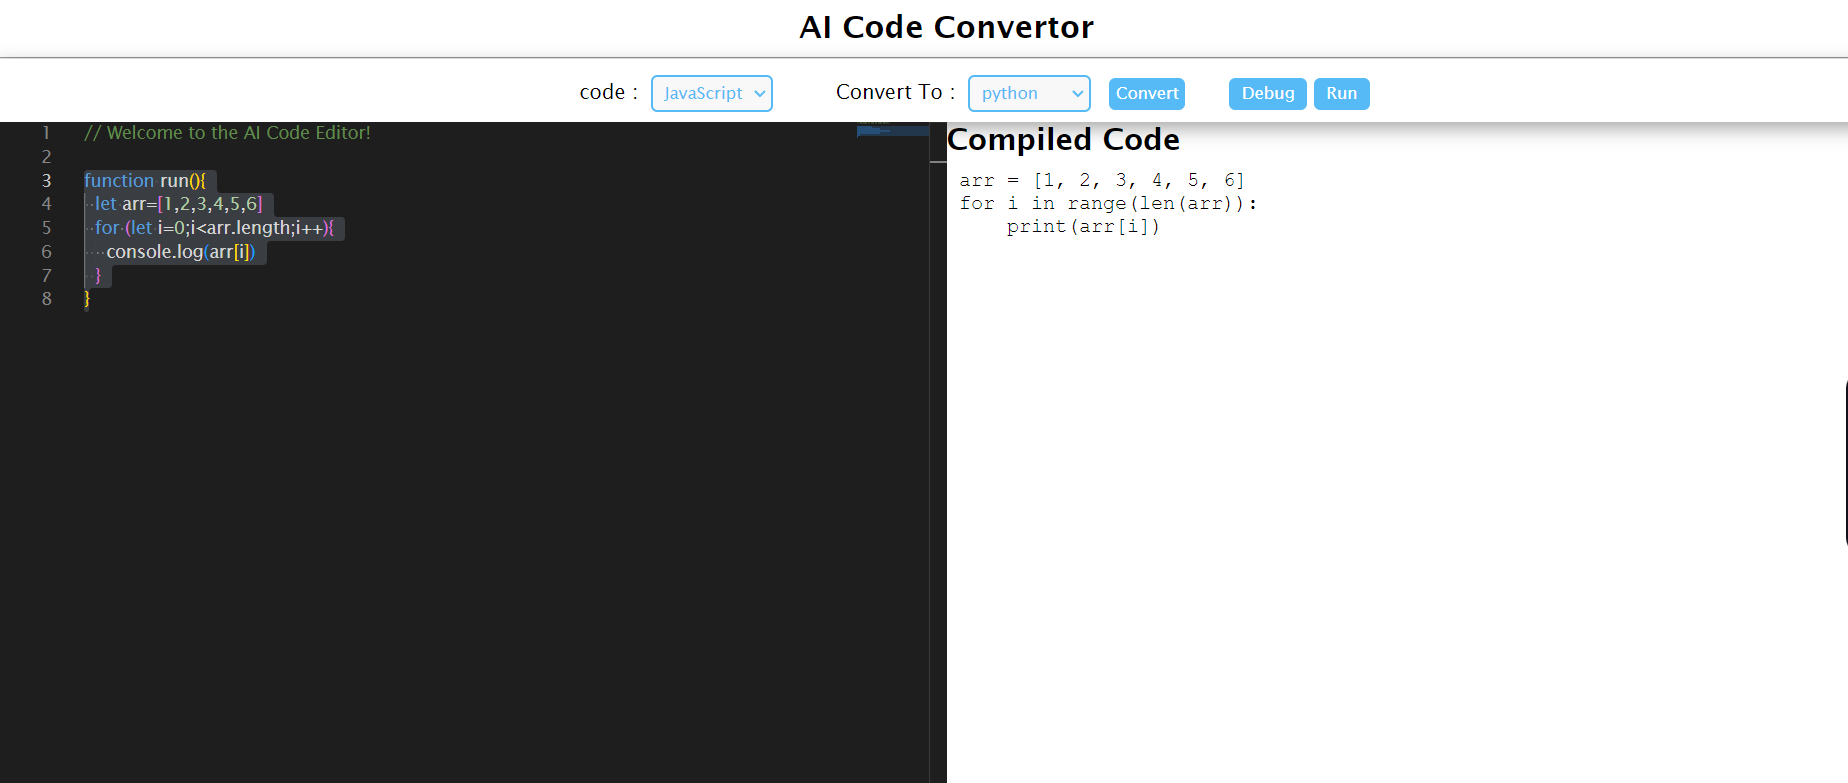 AI Code Convertor
code : JavaScript Convert To : python Convert Debug Run
1 // Welcome to the AI Code Editor!
2
3 function run(){
4 let arr=[1,2,3,4,5,6]
5 for (let i=0;i<arr.length;i++){
6 console.log(arr[i])
7 }
8 }
Compiled Code
arr = [1, 2, 3, 4, 5, 6]
for i in range(len(arr)):
    print(arr[i])